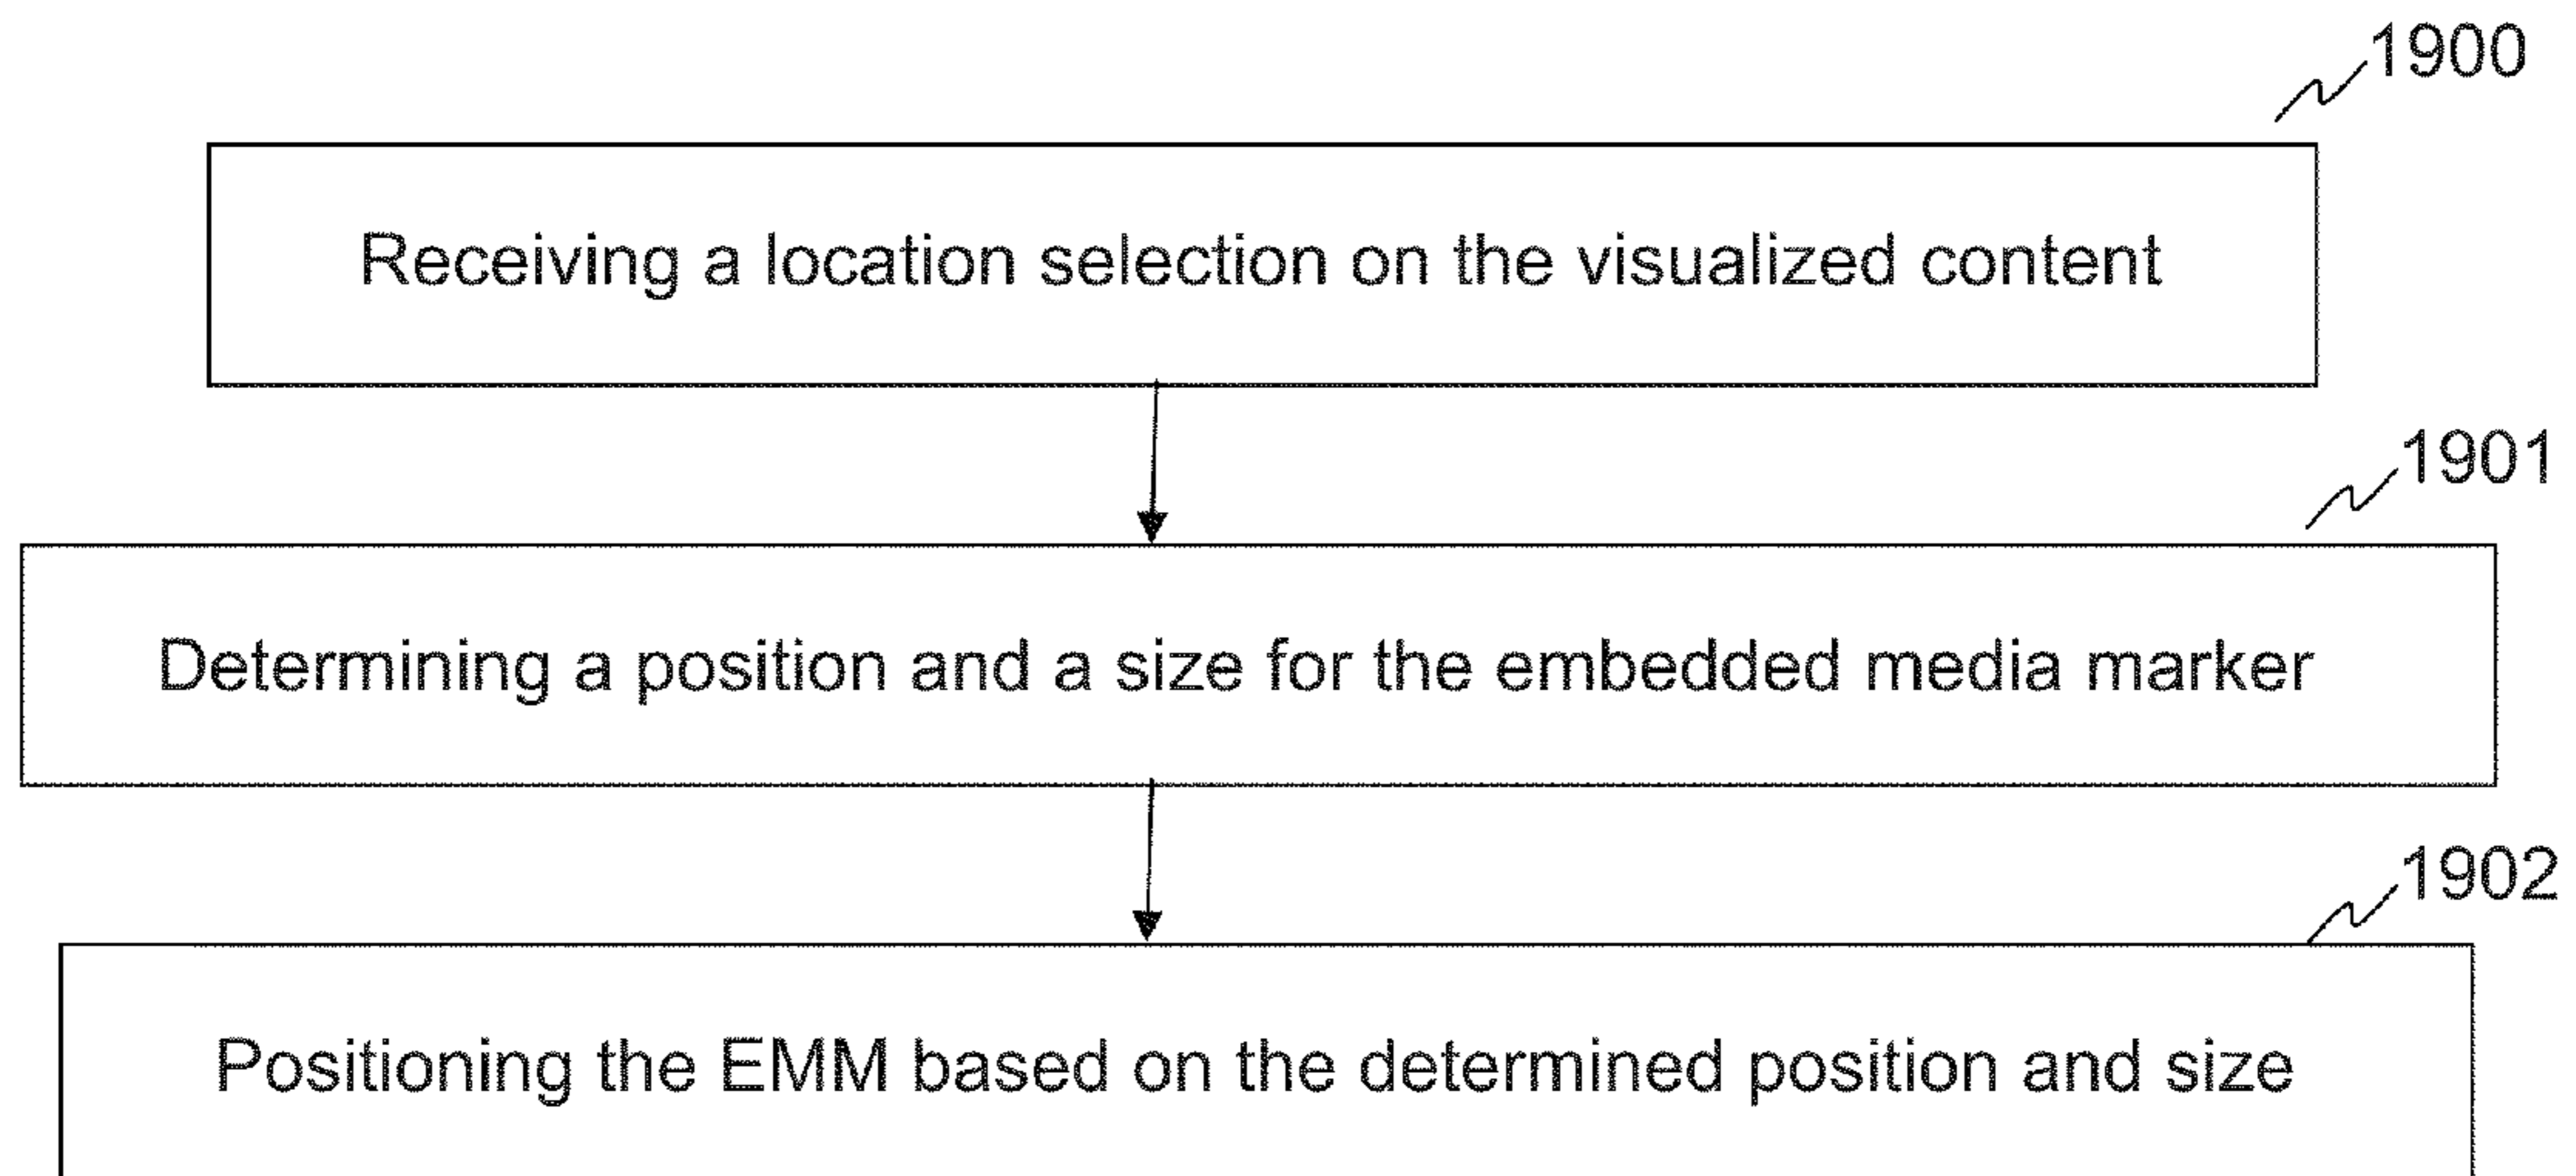 1900
Receiving a location selection on the visualized content
1901
Determining a position and a size for the embedded media marker
1902
Positioning the EMM based on the determined position and size